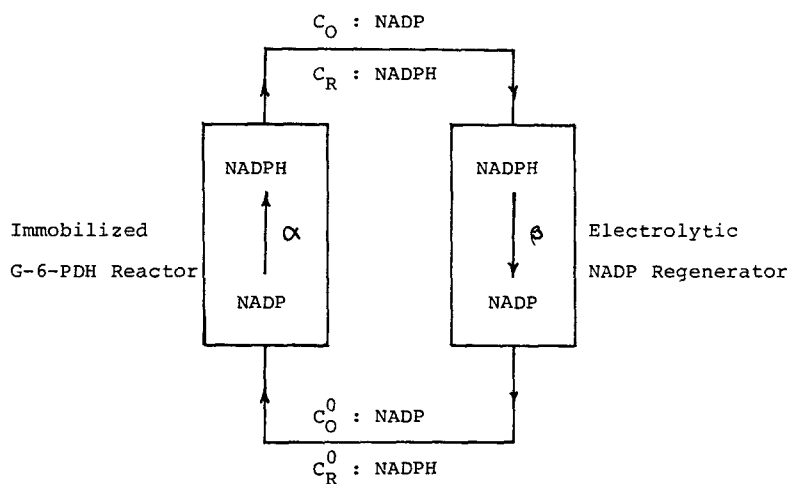 C_O : NADP
C_R : NADPH
NADPH
α
NADP
NADPH
β
NADP
Immobilized
G-6-PDH Reactor
Electrolytic
NADP Regenerator
C_O^0 : NADP
C_R^0 : NADPH